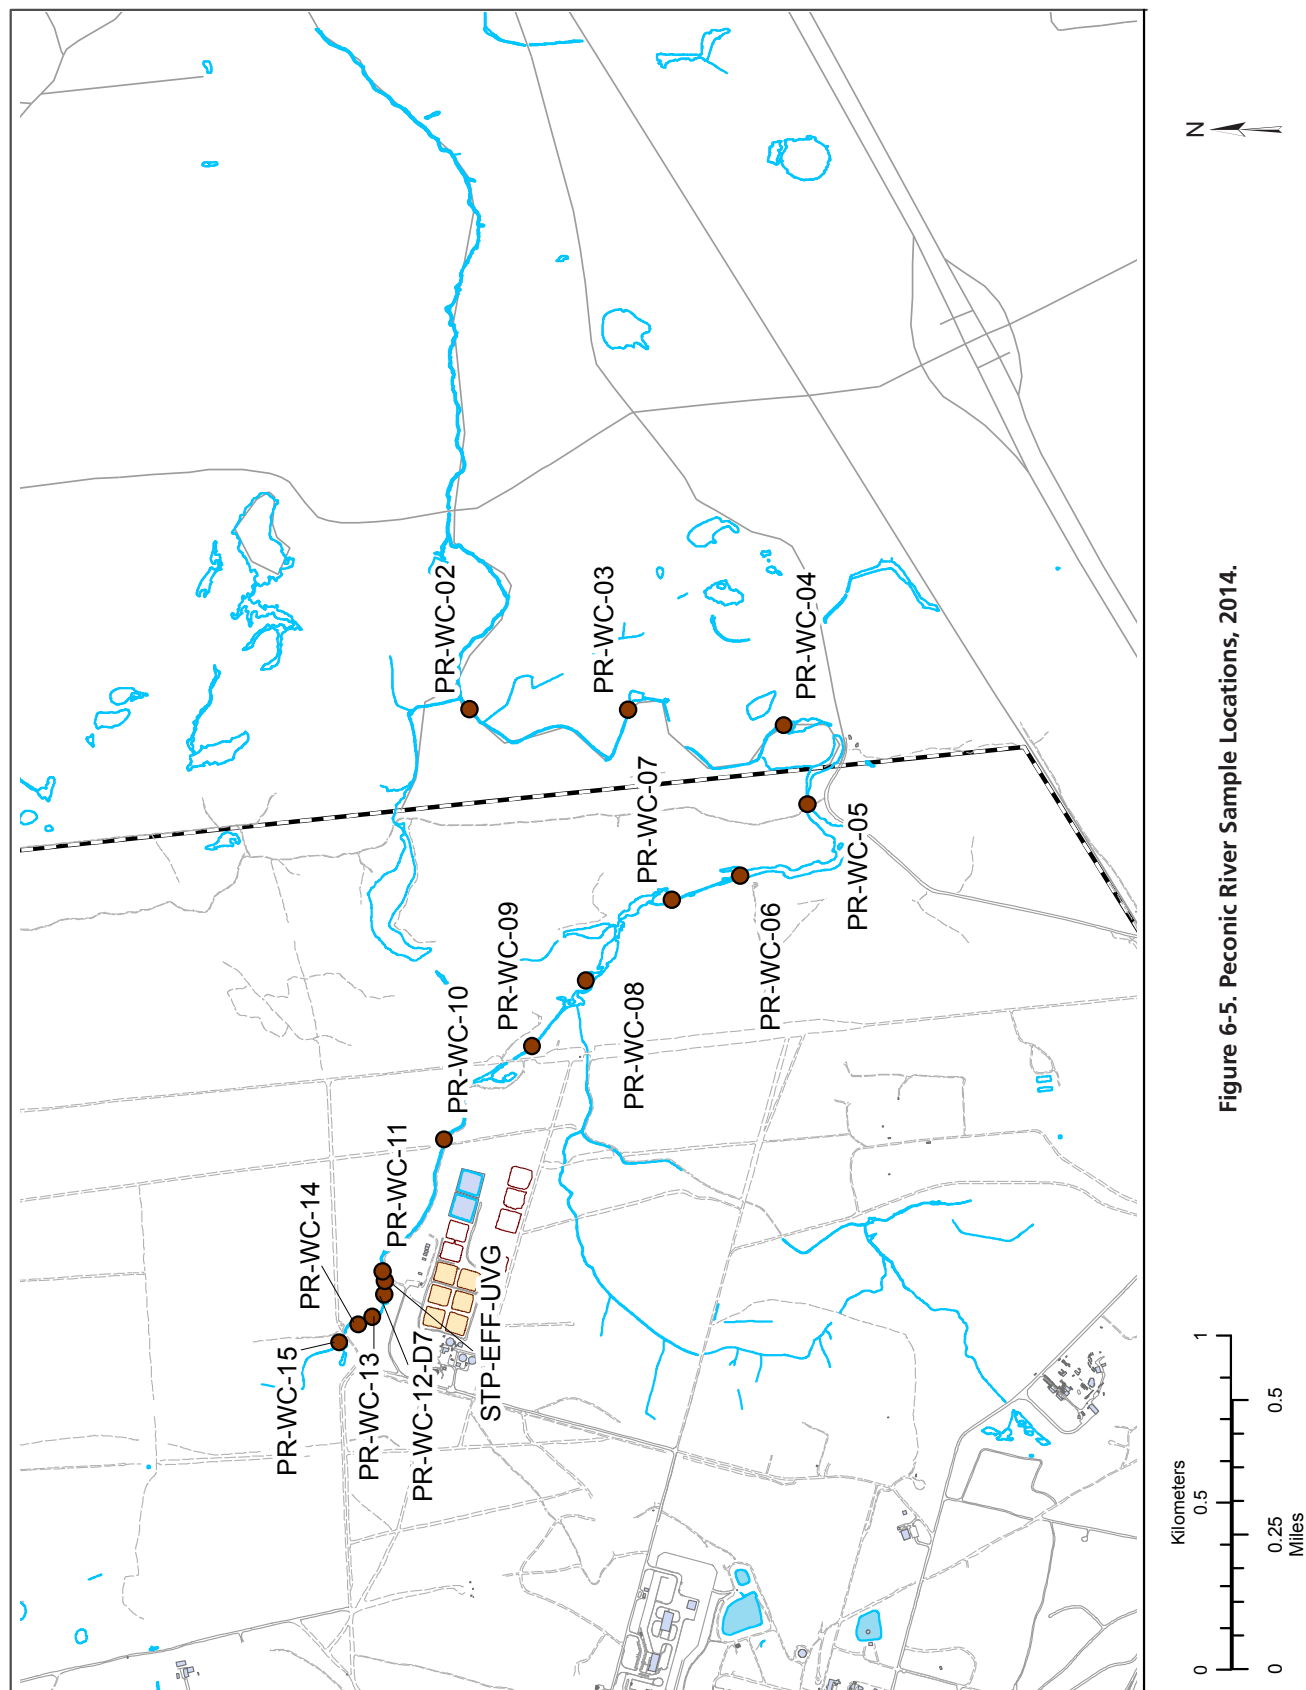 PR-WC-15
PR-WC-14
PR-WC-13
PR-WC-12-D7
STP-EFF-UVG
PR-WC-11
PR-WC-10
PR-WC-09
PR-WC-08
PR-WC-07
PR-WC-06
PR-WC-05
PR-WC-04
PR-WC-03
PR-WC-02
N
Kilometers
0 0.5 1
0 0.25 0.5
Miles
Figure 6-5. Peconic River Sample Locations, 2014.